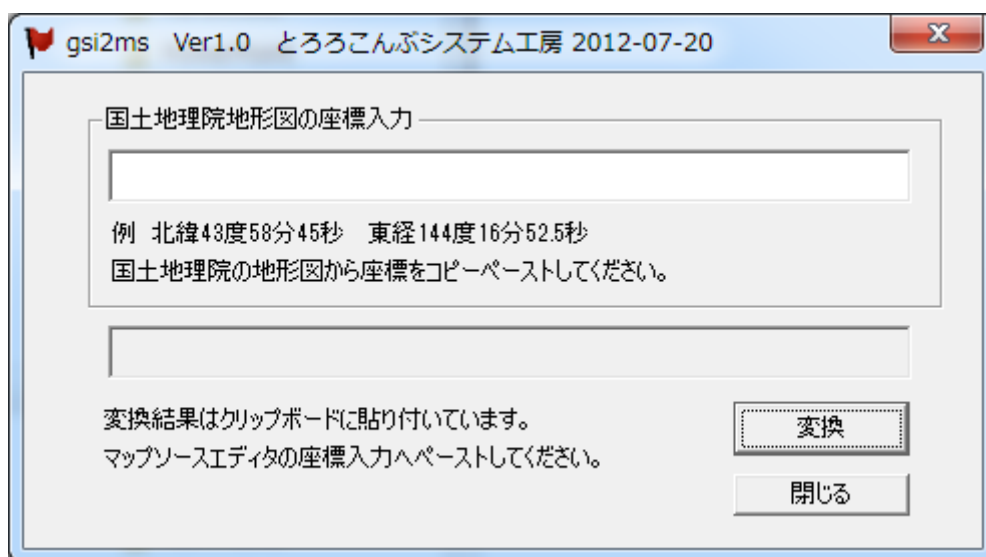 gsi2ms Ver1.0 とろろこんぶシステム工房 2012-07-20
国土地理院地形図の座標入力
例 北緯43度58分45秒 東経144度16分52.5秒
国土地理院の地形図から座標をコピーペーストしてください。
変換結果はクリップボードに貼り付いています。
マップソースエディタの座標入力へペーストしてください。
変換
閉じる